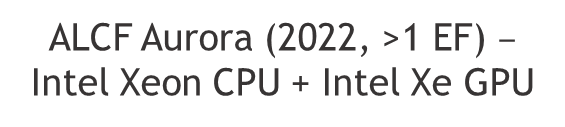 ALCF Aurora (2022, >1 EF) –
Intel Xeon CPU + Intel Xe GPU